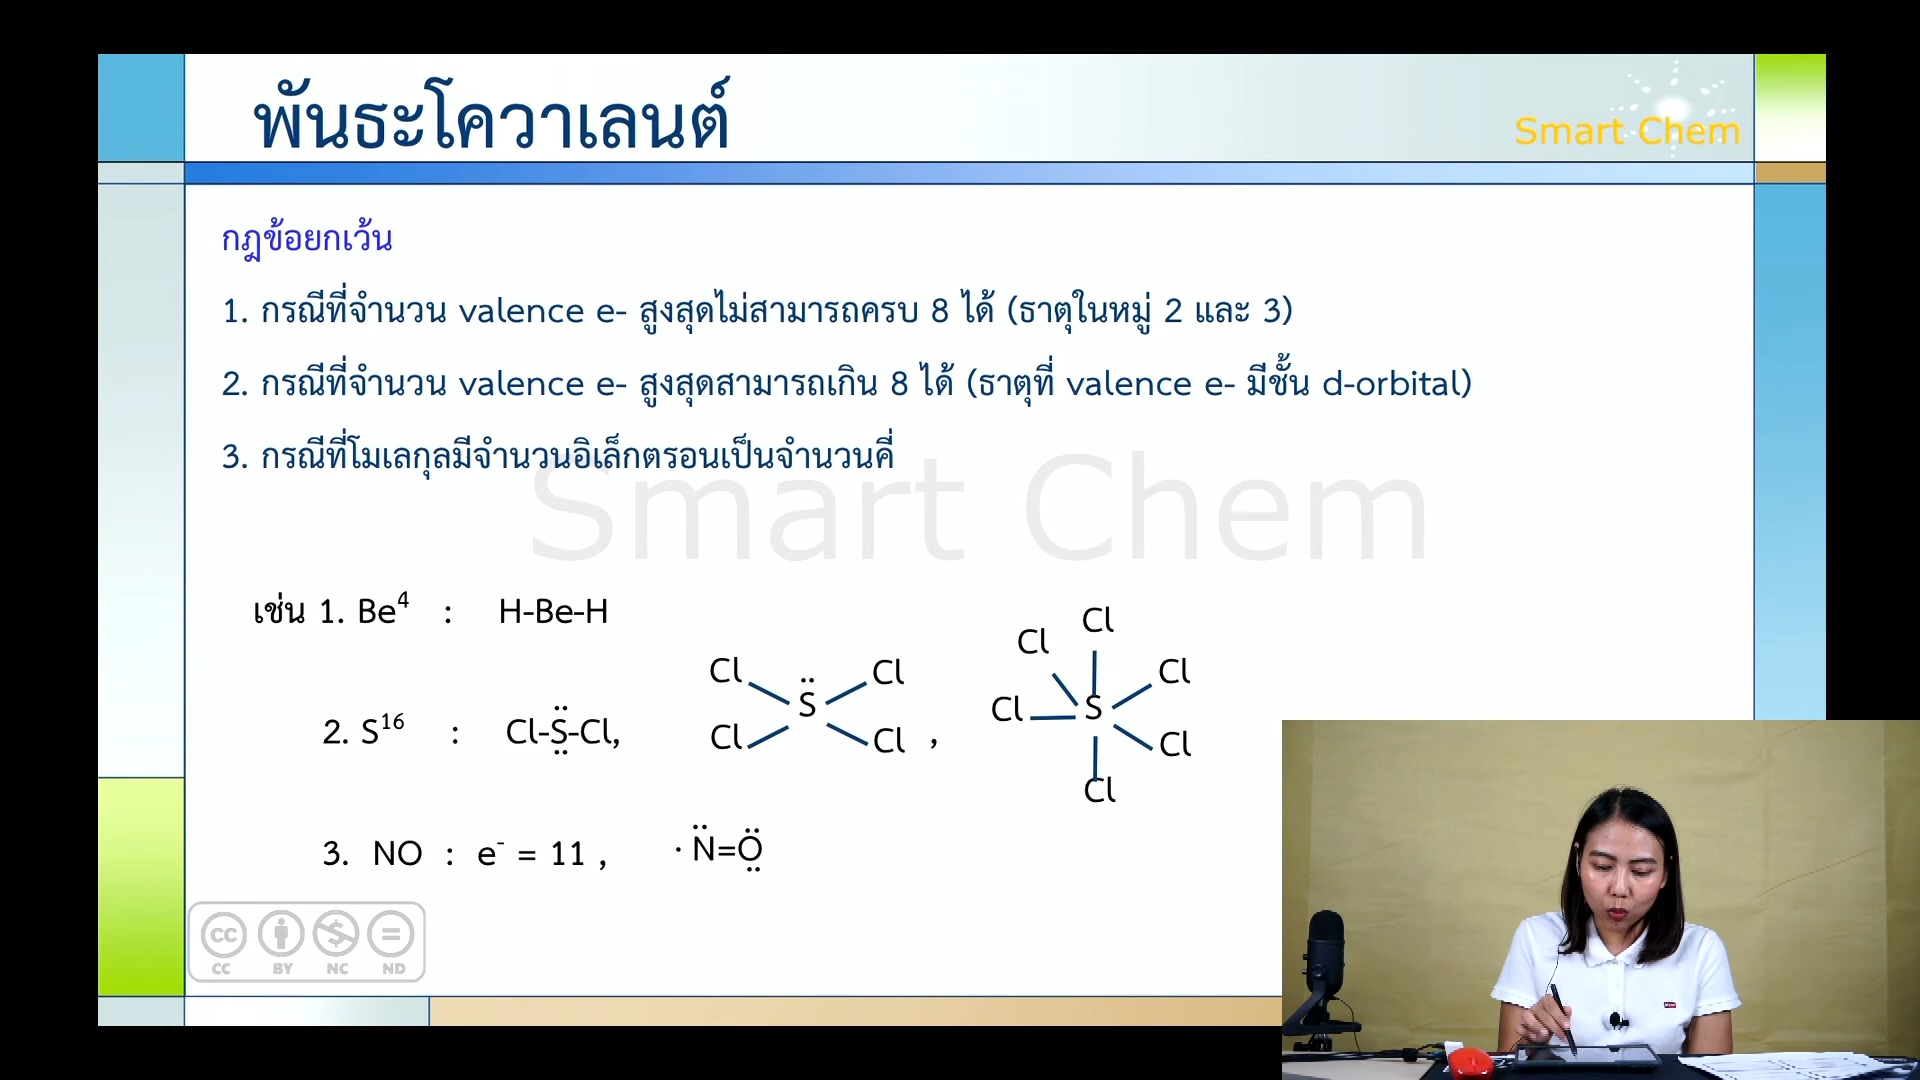 พันธะโควาเลนต์
Smart Chem
กฎข้อยกเว้น
1. กรณีที่จำนวน valence e- สูงสุดไม่สามารถครบ 8 ได้ (ธาตุในหมู่ 2 และ 3)
2. กรณีที่จำนวน valence e- สูงสุดสามารถเกิน 8 ได้ (ธาตุที่ valence e- มีชั้น d-orbital)
3. กรณีที่โมเลกุลมีจำนวนอิเล็กตรอนเป็นจำนวนคี่
Smart Chem
เช่น 1. Be⁴ : H-Be-H
Cl
Cl
Cl Cl Cl
S Cl S
2. S¹⁶ : Cl-S-Cl, Cl Cl , Cl
Cl
3. NO : e⁻ = 11 , · N=O
CC BY NC ND